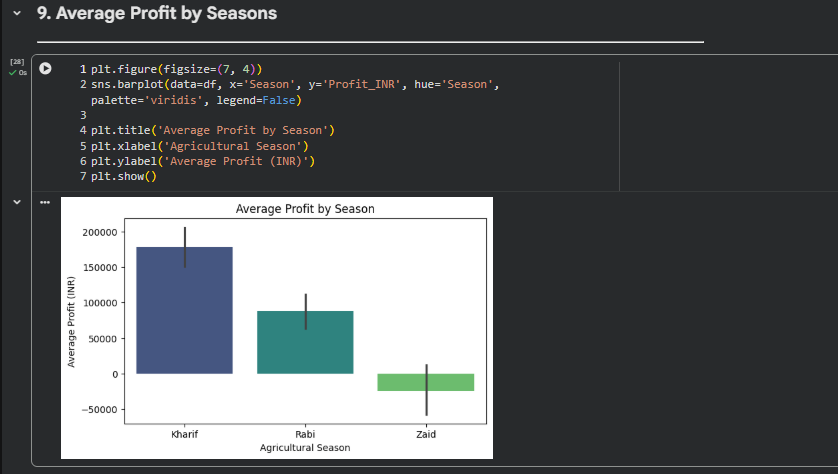 9. Average Profit by Seasons
[28]
0s
1 plt.figure(figsize=(7, 4))
2 sns.barplot(data=df, x='Season', y='Profit_INR', hue='Season',
palette='viridis', legend=False)
3
4 plt.title('Average Profit by Season')
5 plt.xlabel('Agricultural Season')
6 plt.ylabel('Average Profit (INR)')
7 plt.show()
Average Profit by Season
Average Profit (INR)
200000
150000
100000
50000
0
−50000
Kharif Rabi Zaid
Agricultural Season